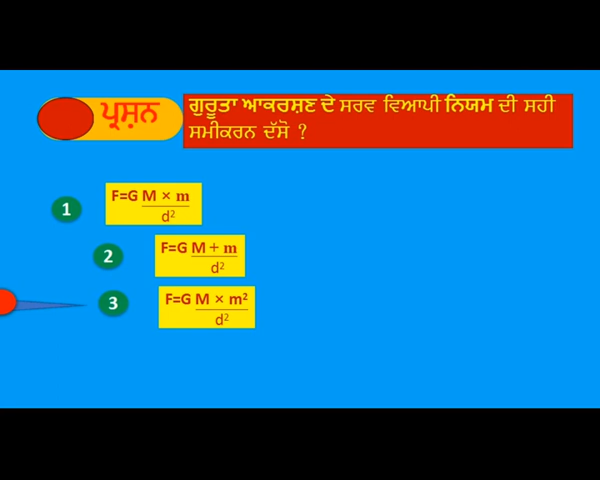 ਪ੍ਰਸ਼ਨ
ਗੁਰੂਤਾ ਆਕਰਸ਼ਣ ਦੇ ਸਰਵ ਵਿਆਪੀ ਨਿਯਮ ਦੀ ਸਹੀ
ਸਮੀਕਰਨ ਦੱਸੋ ?
1
F=G M × m
d²
2
F=G M + m
d²
3
F=G M × m²
d²